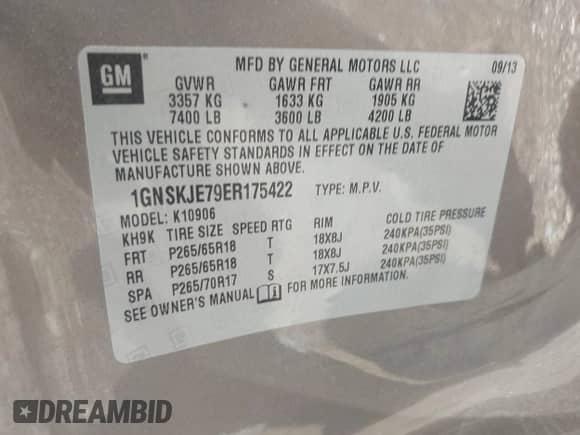 GM
MFD BY GENERAL MOTORS LLC 09/13
GVWR GAWR FRT GAWR RR
3357 KG 1633 KG 1905 KG
7400 LB 3600 LB 4200 LB
THIS VEHICLE CONFORMS TO ALL APPLICABLE U.S. FEDERAL MOTOR
VEHICLE SAFETY STANDARDS IN EFFECT ON THE DATE OF
MANUFACTURE SHOWN ABOVE.
1GNSKJE79ER175422 TYPE: M.P.V.
MODEL: K10906
KH9K TIRE SIZE SPEED RTG RIM COLD TIRE PRESSURE
FRT P265/65R18 T 18X8J 240KPA(35PSI)
RR P265/65R18 T 18X8J 240KPA(35PSI)
SPA P265/70R17 S 17X7.5J 240KPA(35PSI)
SEE OWNER'S MANUAL FOR MORE INFORMATION.
DREAMBID